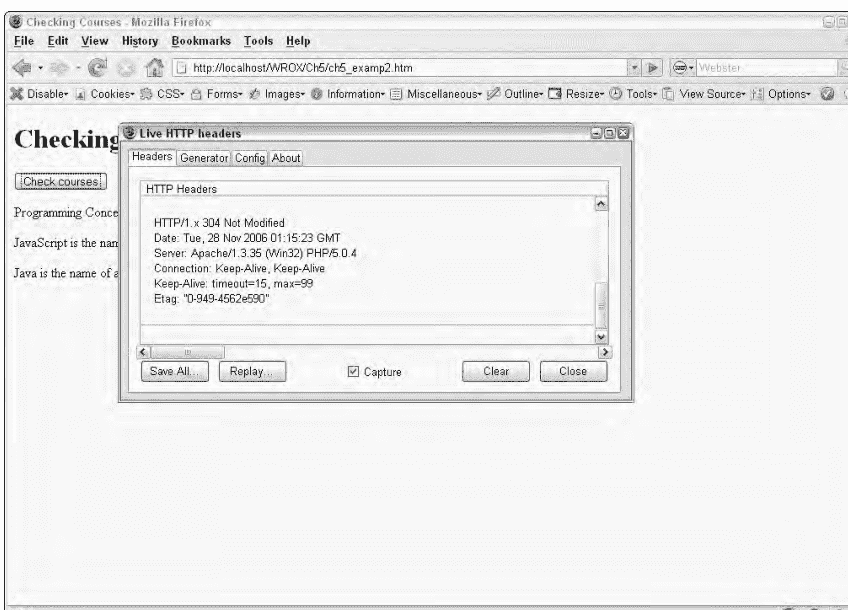 Checking Courses - Mozilla Firefox
File Edit View History Bookmarks Tools Help
http://localhost/WROX/Ch5/ch5_examp2.htm
Webster
Disable Cookies CSS Forms Images Information Miscellaneous Outline Resize Tools View Source Options
Checking
Live HTTP headers
Headers Generator Config About
Check courses
HTTP Headers
Programming Conce
HTTP/1.x 304 Not Modified
Date: Tue, 28 Nov 2006 01:15:23 GMT
JavaScript is the nam
Server: Apache/1.3.35 (Win32) PHP/5.0.4
Connection: Keep-Alive, Keep-Alive
Java is the name of a
Keep-Alive: timeout=15, max=99
Etag: "0-949-4562e590"
Save All... Replay... Capture Clear Close